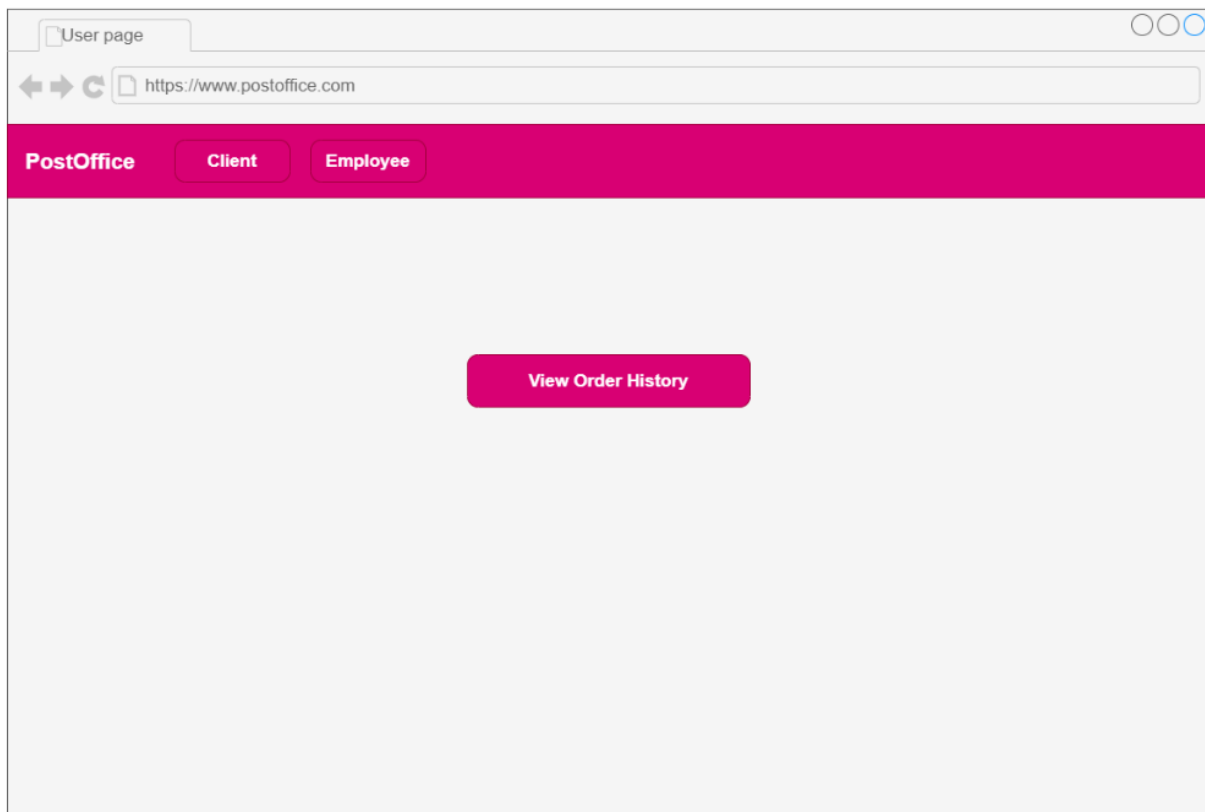 User page
https://www.postoffice.com
PostOffice Client Employee
View Order History